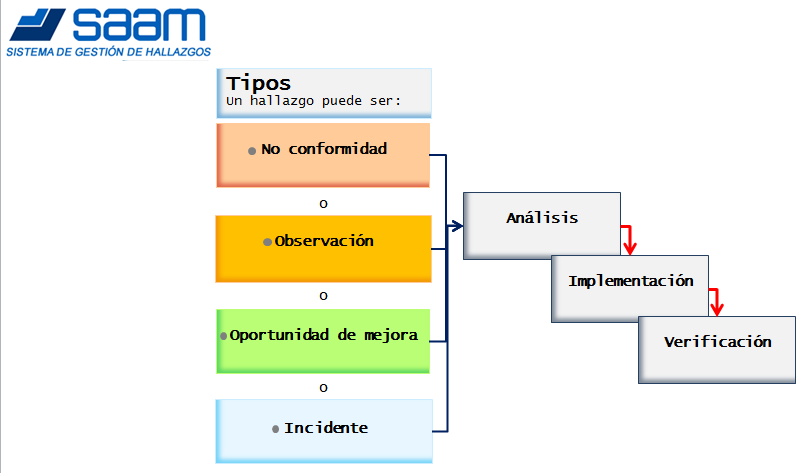 saam
SISTEMA DE GESTIÓN DE HALLAZGOS
Tipos
Un hallazgo puede ser:
● No conformidad
o
● Observación
o
● Oportunidad de mejora
o
● Incidente
Análisis
Implementación
Verificación